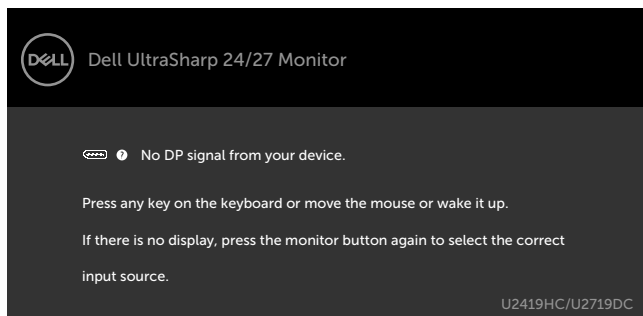 DELL
Dell UltraSharp 24/27 Monitor
? No DP signal from your device.
Press any key on the keyboard or move the mouse or wake it up.
If there is no display, press the monitor button again to select the correct
input source.
U2419HC/U2719DC